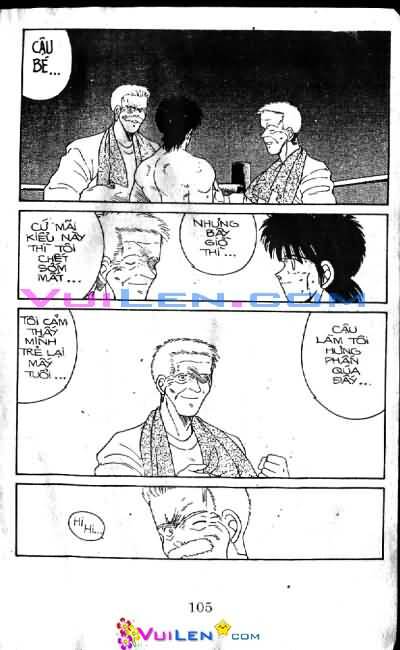 CẬU
BÉ...
NHƯNG
BÂY
GIỜ
THÌ...
CỨ MÃI
KIỂU NÀY
THÌ TÔI
CHẾT
SỚM
MẤT...
VuiLen.com
CẬU
LÀM TÔI
HƯNG
PHẤN
QÚA
ĐẤY...
TÔI CẢM
THẤY
MÌNH
TRẺ LẠI
MẤY
TUỔI...
HI
HI...
105
VuiLen.com